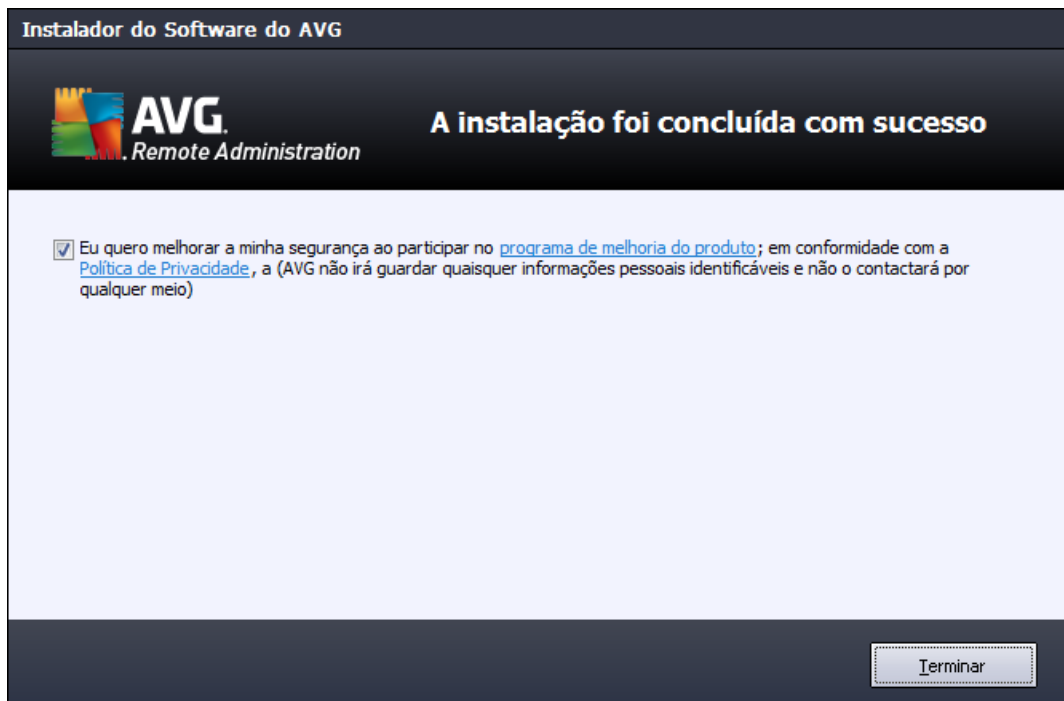 Instalador do Software do AVG
AVG.
Remote Administration
A instalação foi concluída com sucesso
Eu quero melhorar a minha segurança ao participar no programa de melhoria do produto; em conformidade com a
Política de Privacidade, a (AVG não irá guardar quaisquer informações pessoais identificáveis e não o contactará por
qualquer meio)
Terminar